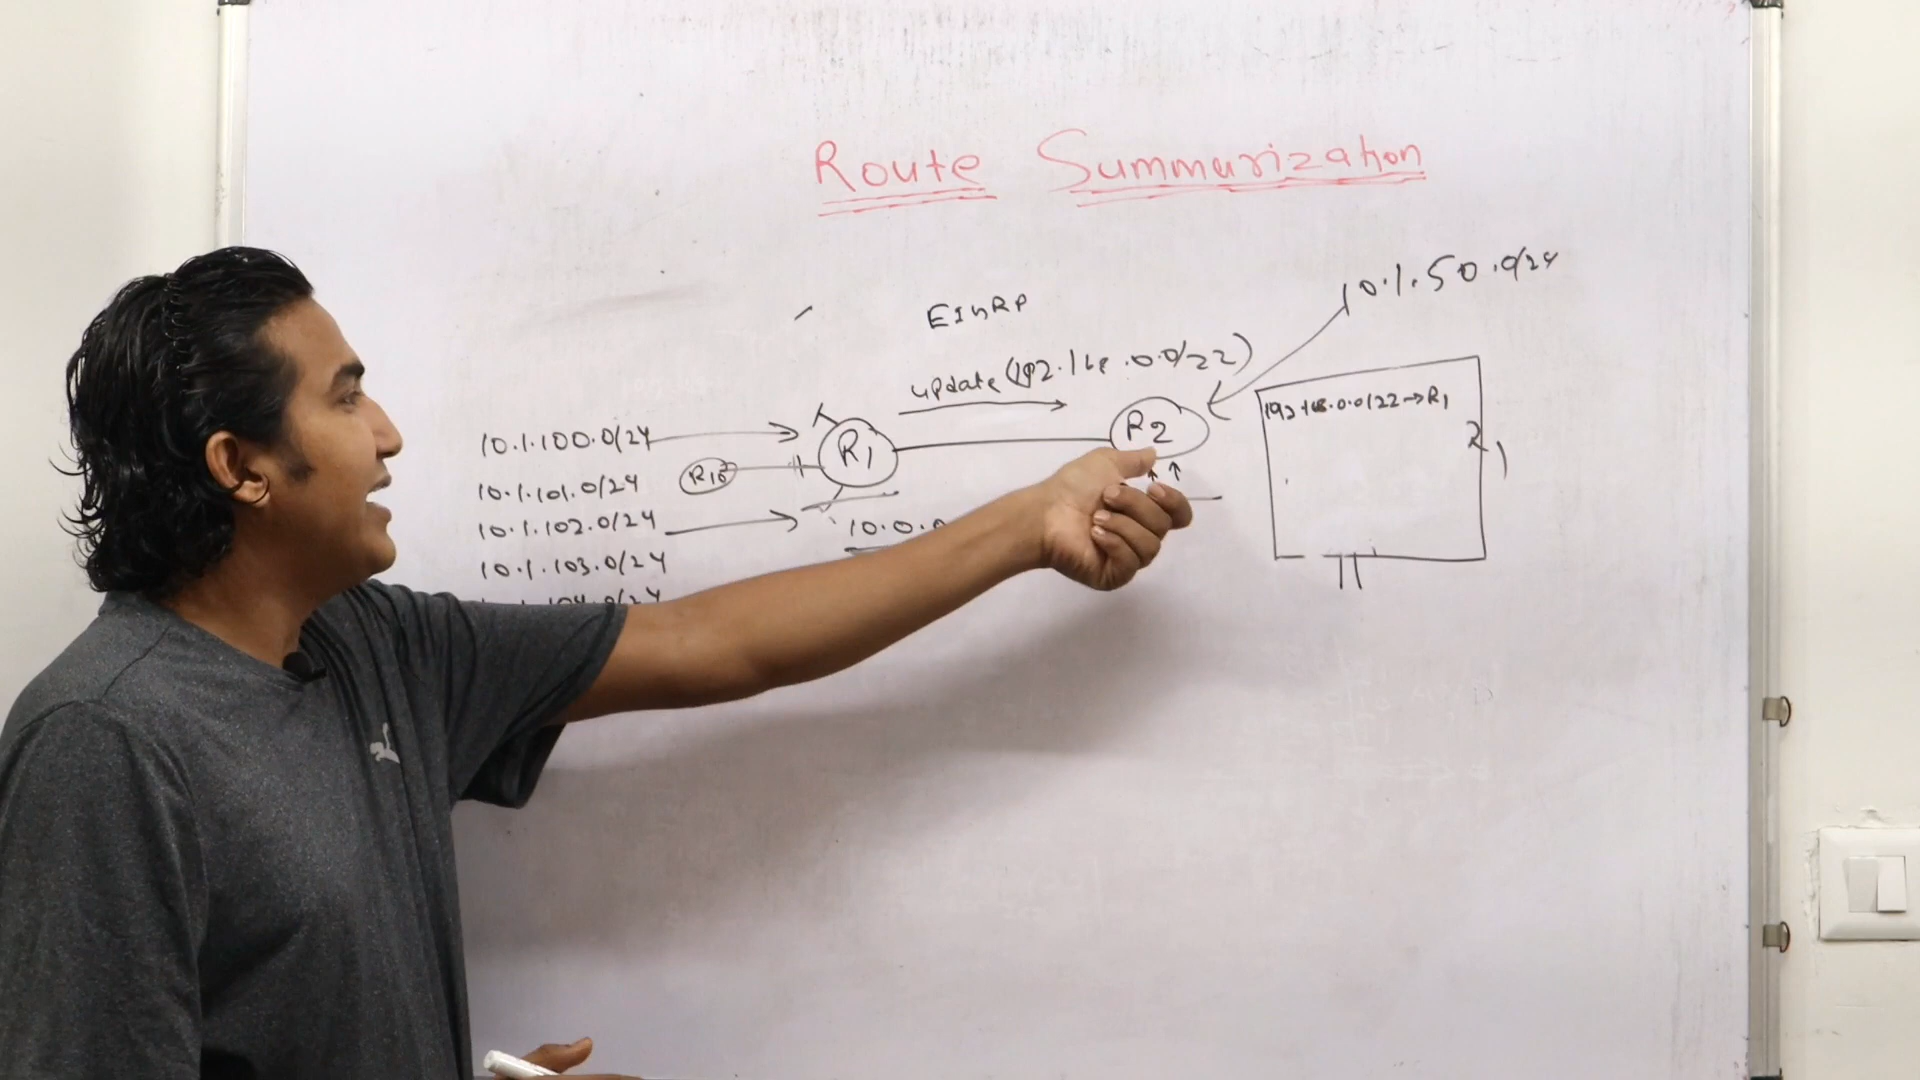 Route Summarization
10.1.50.0/24
EIGRP
update (192.168.0.0/22)
192.168.0.0/22→R1
R2
10.1.100.0/24
R1
R10
10.1.101.0/24
10.1.102.0/24
10.0.0
10.1.103.0/24
10.1.104.0/24